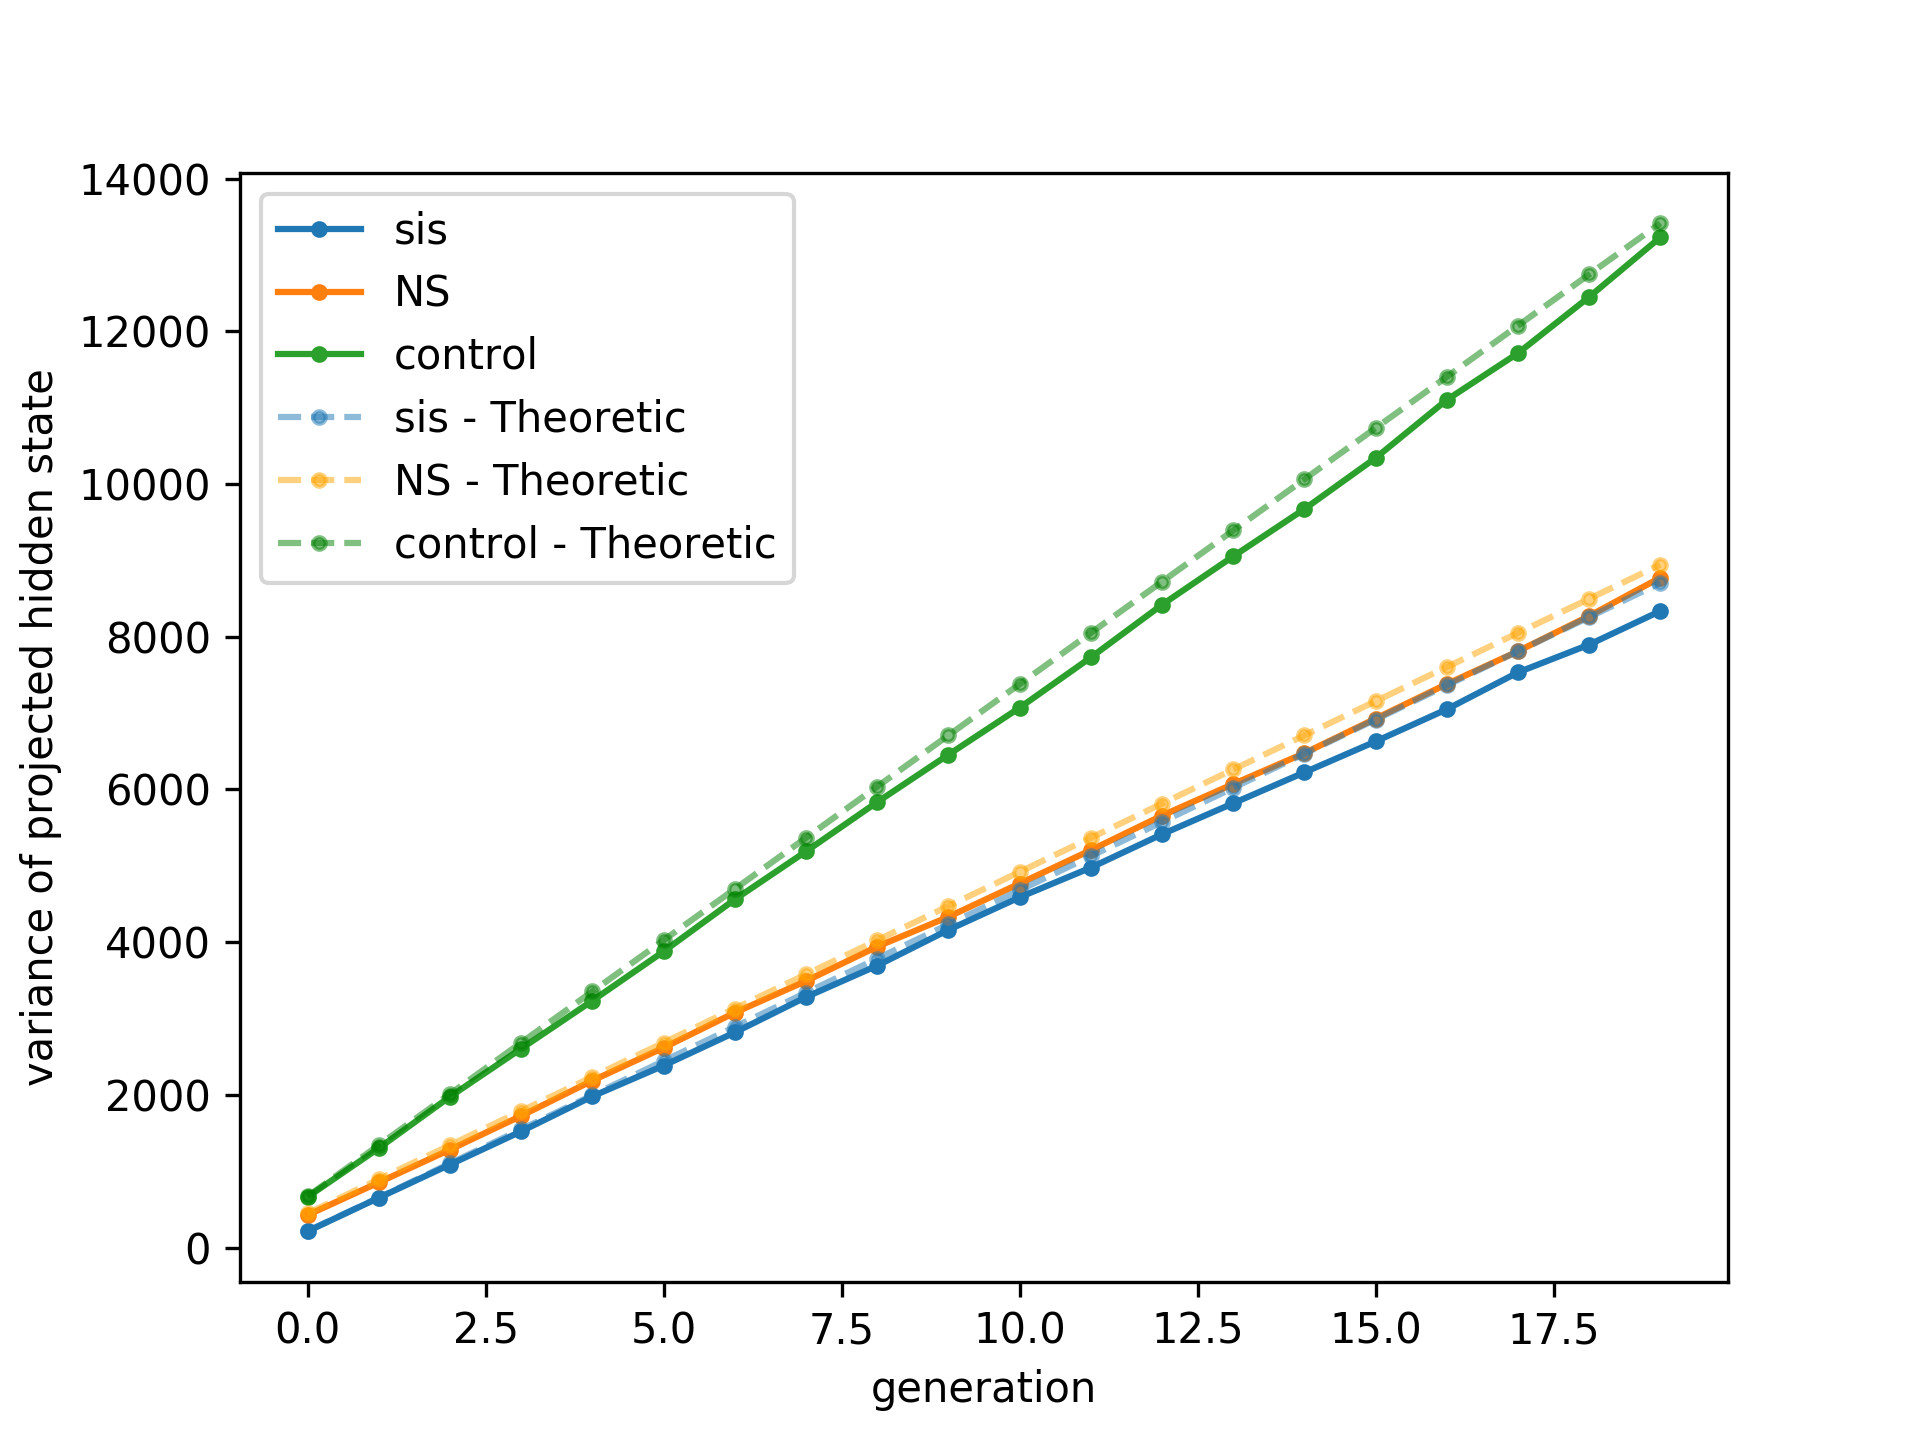 14000
12000
10000
8000
6000
4000
2000
0
variance of projected hidden state
sis
NS
control
sis - Theoretic
NS - Theoretic
control - Theoretic
0.0 2.5 5.0 7.5 10.0 12.5 15.0 17.5
generation